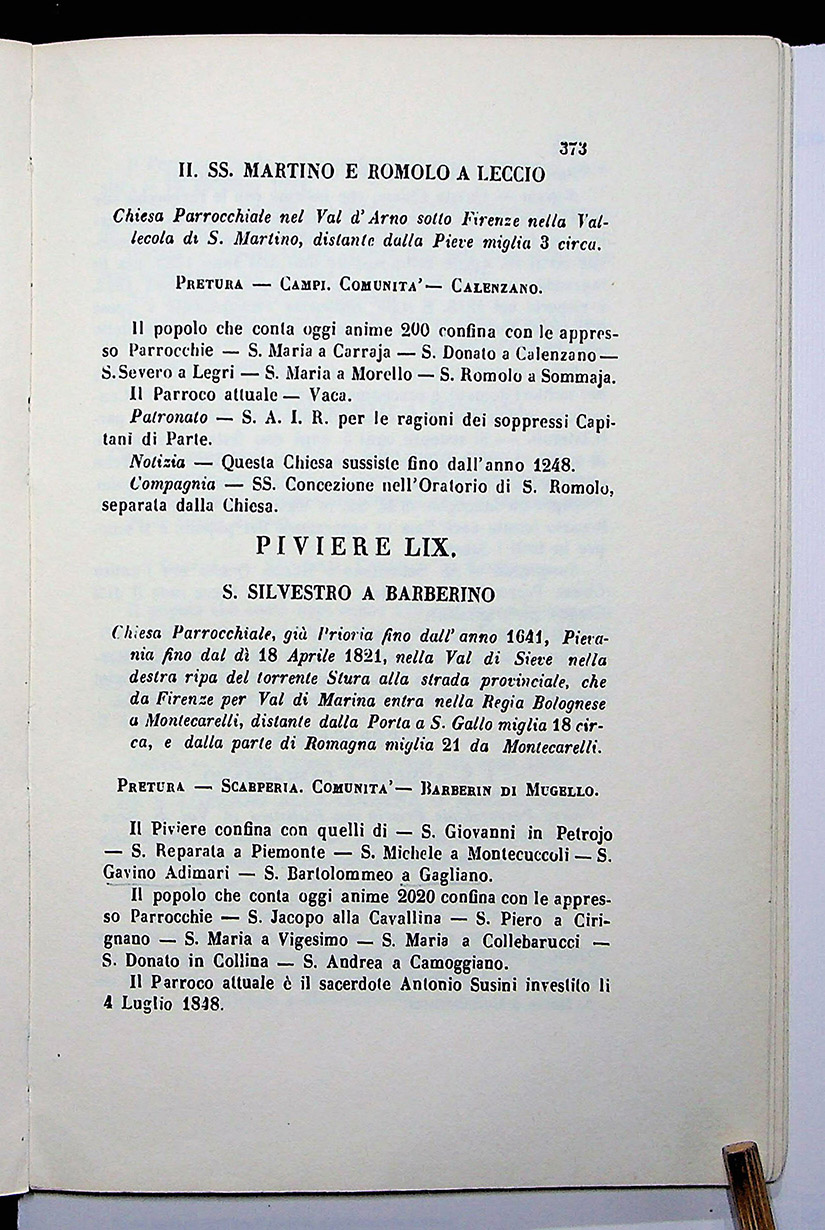 373
II. SS. MARTINO E ROMOLO A LECCIO
Chiesa Parrocchiale nel Val d'Arno sotto Firenze nella Val-
lecola di S. Martino, distante dalla Pieve miglia 3 circa.
PRETURA — CAMPI. COMUNITA'— CALENZANO.
Il popolo che conta oggi anime 200 confina con le appres-
so Parrocchie — S. Maria a Carraja — S. Donato a Calenzano —
S. Severo a Legri — S. Maria a Morello — S. Romolo a Sommaja.
Il Parroco attuale — Vaca.
Patronato — S. A. I. R. per le ragioni dei soppressi Capi-
tani di Parte.
Notizia — Questa Chiesa sussiste fino dall'anno 1248.
Compagnia — SS. Concezione nell'Oratorio di S. Romolo,
separata dalla Chiesa.
PIVIERE LIX.
S. SILVESTRO A BARBERINO
Chiesa Parrocchiale, già Prioria fino dall'anno 1641, Pieva-
nia fino dal dì 18 Aprile 1821, nella Val di Sieve nella
destra ripa del torrente Stura alla strada provinciale, che
da Firenze per Val di Marina entra nella Regia Bolognese
a Montecarelli, distante dalla Porta a S. Gallo miglia 18 cir-
ca, e dalla parte di Romagna miglia 21 da Montecarelli.
PRETURA — SCARPERIA. COMUNITA'— BARBERIN DI MUGELLO.
Il Piviere confina con quelli di — S. Giovanni in Petrojo
— S. Reparata a Piemonte — S. Michele a Montecuccoli — S.
Gavino Adimari — S. Bartolommeo a Gagliano.
Il popolo che conta oggi anime 2020 confina con le appres-
so Parrocchie — S. Jacopo alla Cavallina — S. Piero a Ciri-
gnano — S. Maria a Vigesimo — S. Maria a Collebarucci —
S. Donato in Collina — S. Andrea a Camoggiano.
Il Parroco attuale è il sacerdote Antonio Susini investito li
4 Luglio 1848.